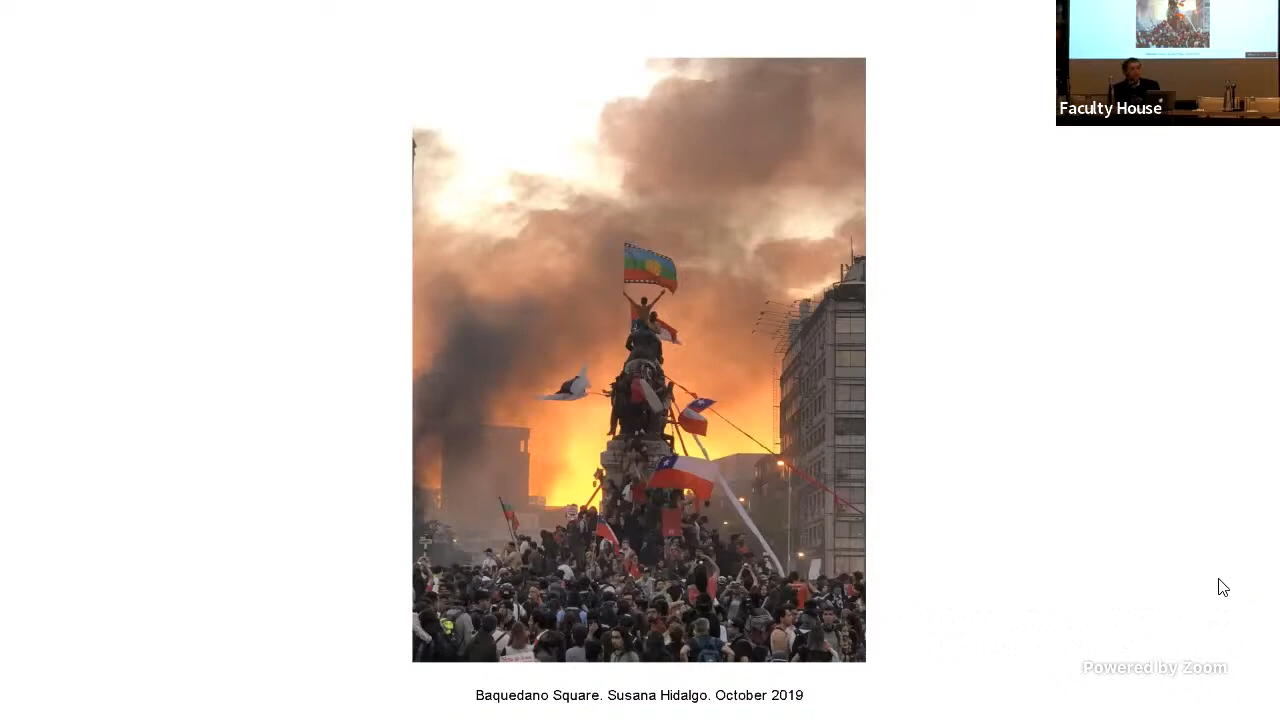 Faculty House
Powered by Zoom
Baquedano Square. Susana Hidalgo. October 2019